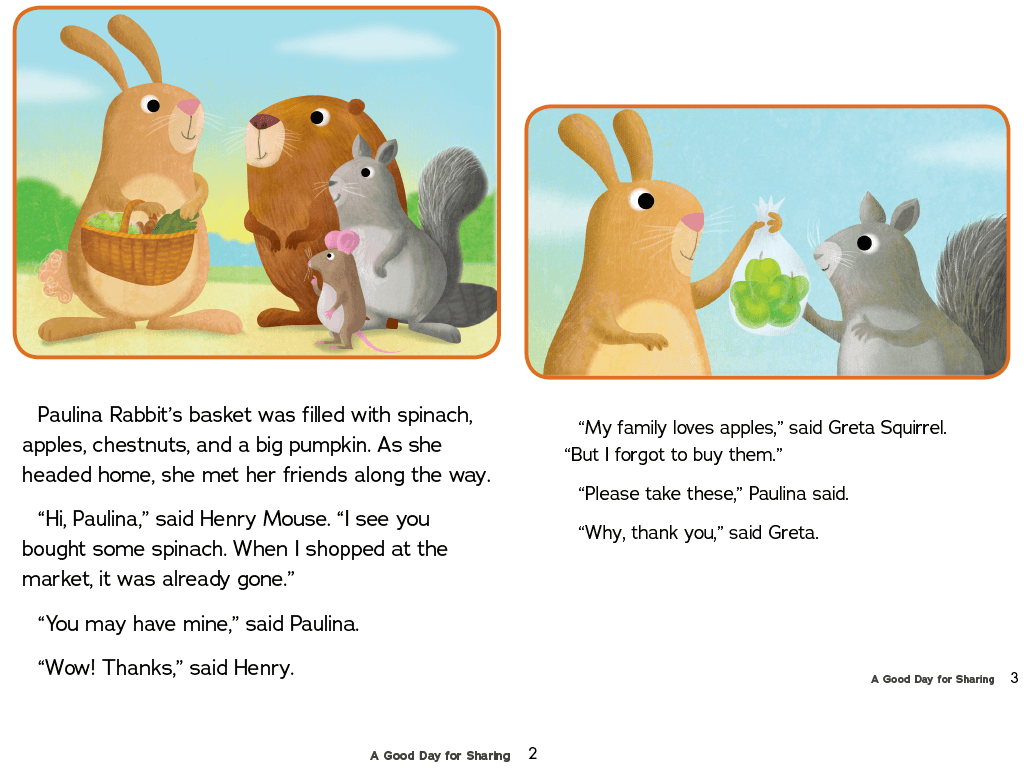 Paulina Rabbit’s basket was filled with spinach,
apples, chestnuts, and a big pumpkin. As she
headed home, she met her friends along the way.
“Hi, Paulina,” said Henry Mouse. “I see you
bought some spinach. When I shopped at the
market, it was already gone.”
“You may have mine,” said Paulina.
“Wow! Thanks,” said Henry.
A Good Day for Sharing 2
“My family loves apples,” said Greta Squirrel.
“But I forgot to buy them.”
“Please take these,” Paulina said.
“Why, thank you,” said Greta.
A Good Day for Sharing 3